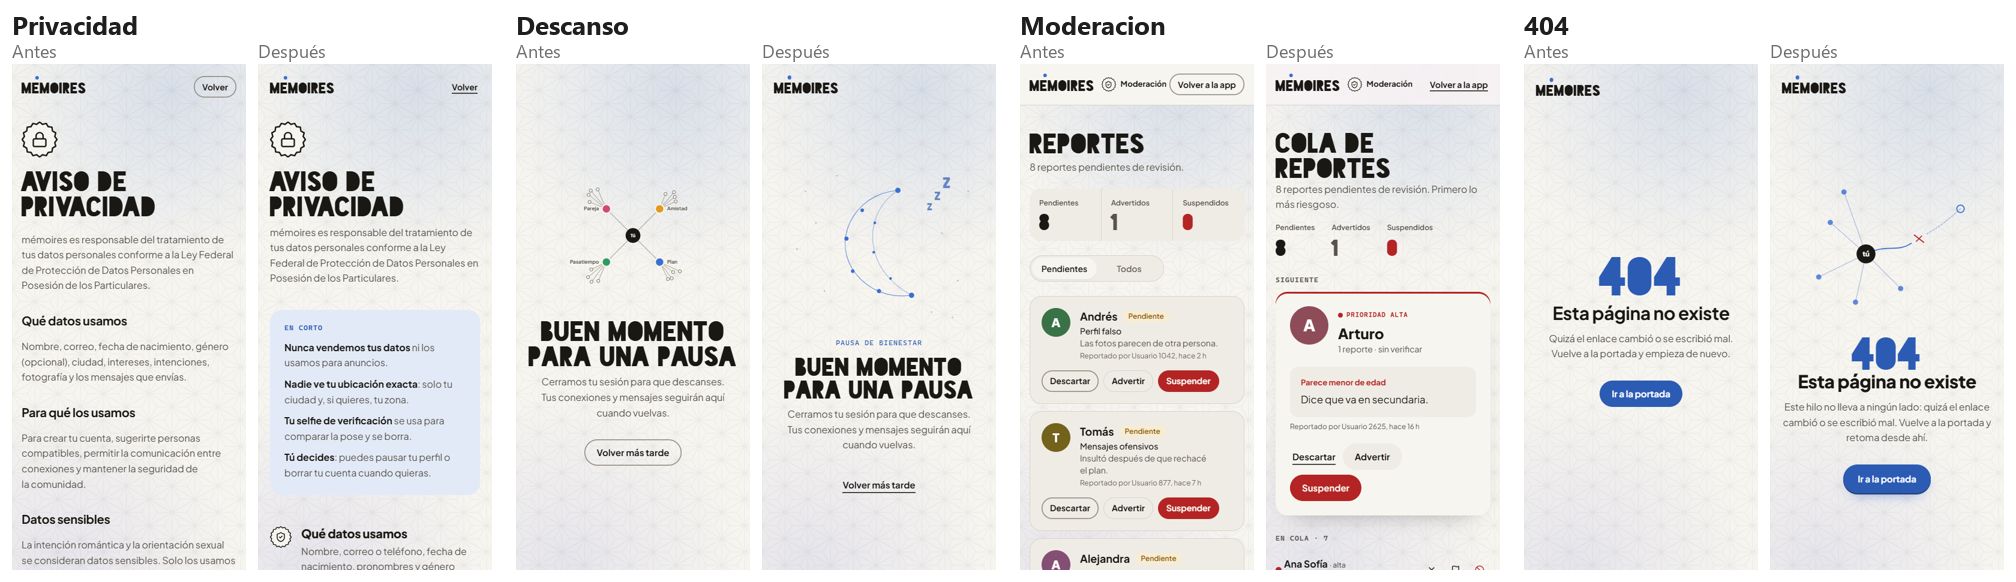 Privacidad
Antes
MÉMOIRES
Volver
AVISO DE
PRIVACIDAD
mémoires es responsable del tratamiento de
tus datos personales conforme a la Ley Federal
de Protección de Datos Personales en
Posesión de los Particulares.
Qué datos usamos
Nombre, correo, fecha de nacimiento, género
(opcional), ciudad, intereses, intenciones,
fotografía y los mensajes que envías.
Para qué los usamos
Para crear tu cuenta, sugerirte personas
compatibles, permitir la comunicación entre
conexiones y mantener la seguridad de
la comunidad.
Datos sensibles
La intención romántica y la orientación sexual
se consideran datos sensibles. Solo los usamos
Después
MÉMOIRES
Volver
AVISO DE
PRIVACIDAD
mémoires es responsable del tratamiento de
tus datos personales conforme a la Ley
Federal de Protección de Datos Personales en
Posesión de los Particulares.
EN CORTO
Nunca vendemos tus datos ni los
usamos para anuncios.
Nadie ve tu ubicación exacta: solo tu
ciudad y, si quieres, tu zona.
Tu selfie de verificación se usa para
comparar la pose y se borra.
Tú decides: puedes pausar tu perfil o
borrar tu cuenta cuando quieras.
Qué datos usamos
Nombre, correo o teléfono, fecha de
nacimiento, pronombres y género
Descanso
Antes
Pareja
Amistad
tú
Pasatiempo
Plan
BUEN MOMENTO
PARA UNA PAUSA
Cerramos tu sesión para que descanses.
Tus conexiones y mensajes seguirán aquí
cuando vuelvas.
Volver más tarde
Después
MÉMOIRES
z z z
PAUSA DE BIENESTAR
BUEN MOMENTO
PARA UNA PAUSA
Cerramos tu sesión para que descanses.
Tus conexiones y mensajes seguirán aquí
cuando vuelvas.
Volver más tarde
Moderacion
Antes
MÉMOIRES
Moderación
Volver a la app
REPORTES
8 reportes pendientes de revisión.
Pendientes
8
Advertidos
1
Suspendidos
0
Pendientes
Todos
A
Andrés
Pendiente
Perfil falso
Las fotos parecen de otra persona.
Reportado por Usuario 1042, hace 2 h
Descartar
Advertir
Suspender
T
Tomás
Pendiente
Mensajes ofensivos
Insultó después de que rechacé
el plan.
Reportado por Usuario 877, hace 7 h
Descartar
Advertir
Suspender
A
Alejandra
Pendiente
Después
MÉMOIRES
Moderación
Volver a la app
COLA DE
REPORTES
8 reportes pendientes de revisión. Primero lo
más riesgoso.
Pendientes
8
Advertidos
1
Suspendidos
0
SIGUIENTE
A
PRIORIDAD ALTA
Arturo
1 reporte · sin verificar
Parece menor de edad
Dice que va en secundaria.
Reportado por Usuario 2625, hace 16 h
Descartar
Advertir
Suspender
EN COLA · 7
Ana Sofía · alta
404
Antes
MÉMOIRES
404
Esta página no existe
Quizá el enlace cambió o se escribió mal.
Vuelve a la portada y empieza de nuevo.
Ir a la portada
Después
MÉMOIRES
tú
404
Esta página no existe
Este hilo no lleva a ningún lado: quizá el enlace
cambió o se escribió mal. Vuelve a la portada y
retoma desde ahí.
Ir a la portada